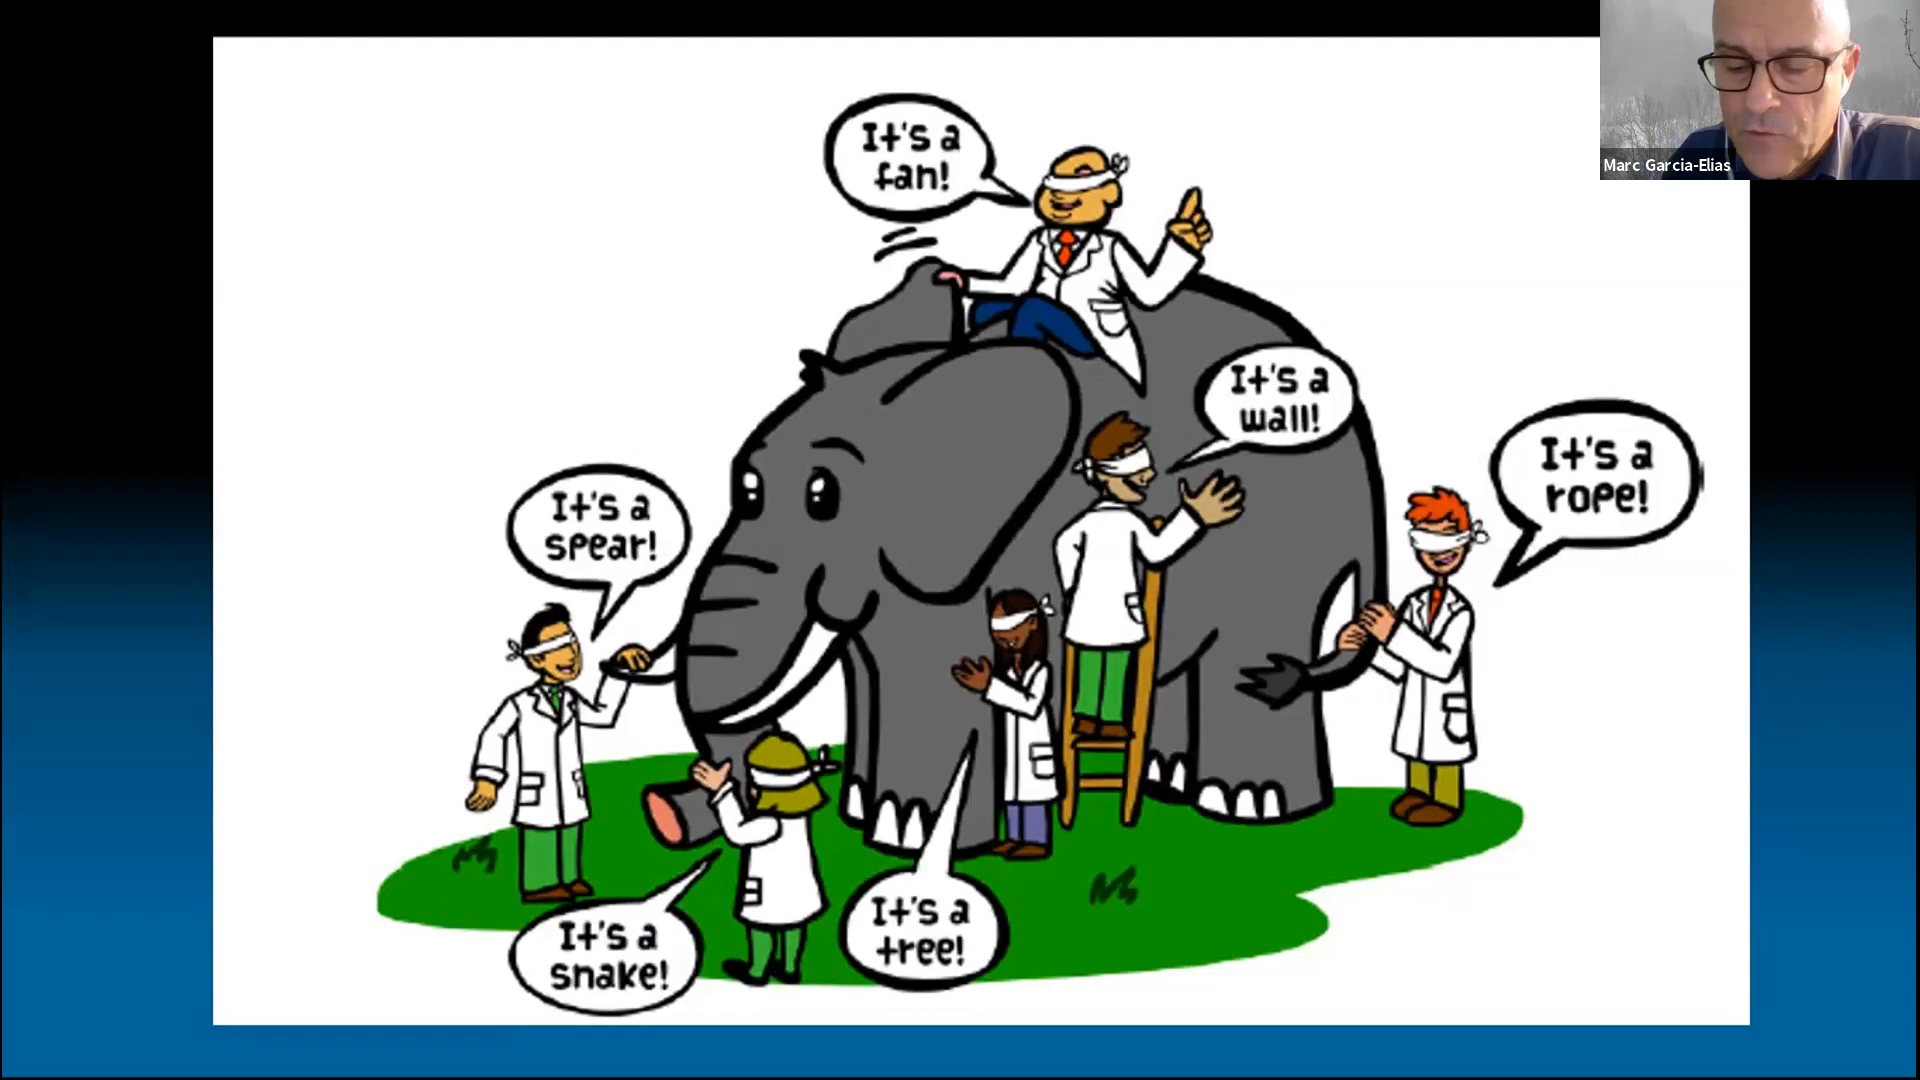 It's a
fan!
Marc Garcia-Elias
It's a
wall!
It's a
rope!
It's a
spear!
It's a
snake!
It's a
tree!